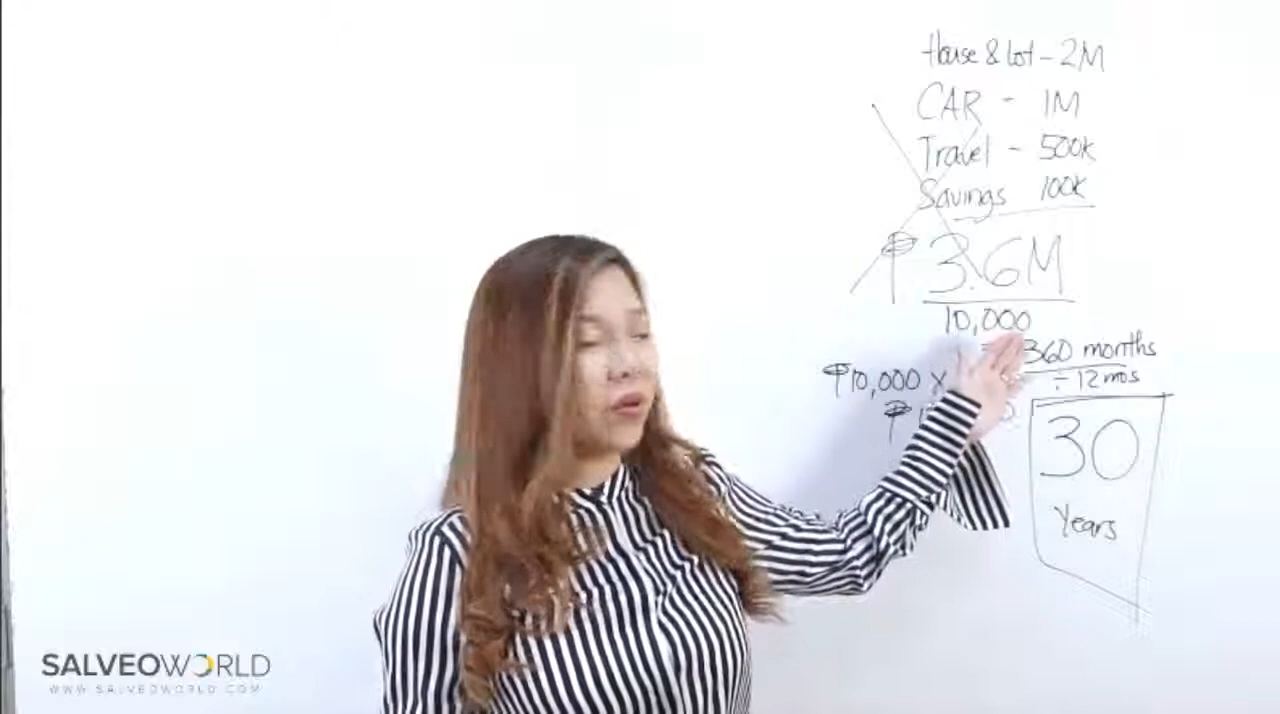 House & Lot - 2M
CAR - 1M
Travel - 500k
Savings 100k
₱ 3.6M
10,000
360 months
₱10,000 x
÷ 12 mos
₱
30
Years
SALVEOWORLD
WWW.SALVEOWORLD.COM